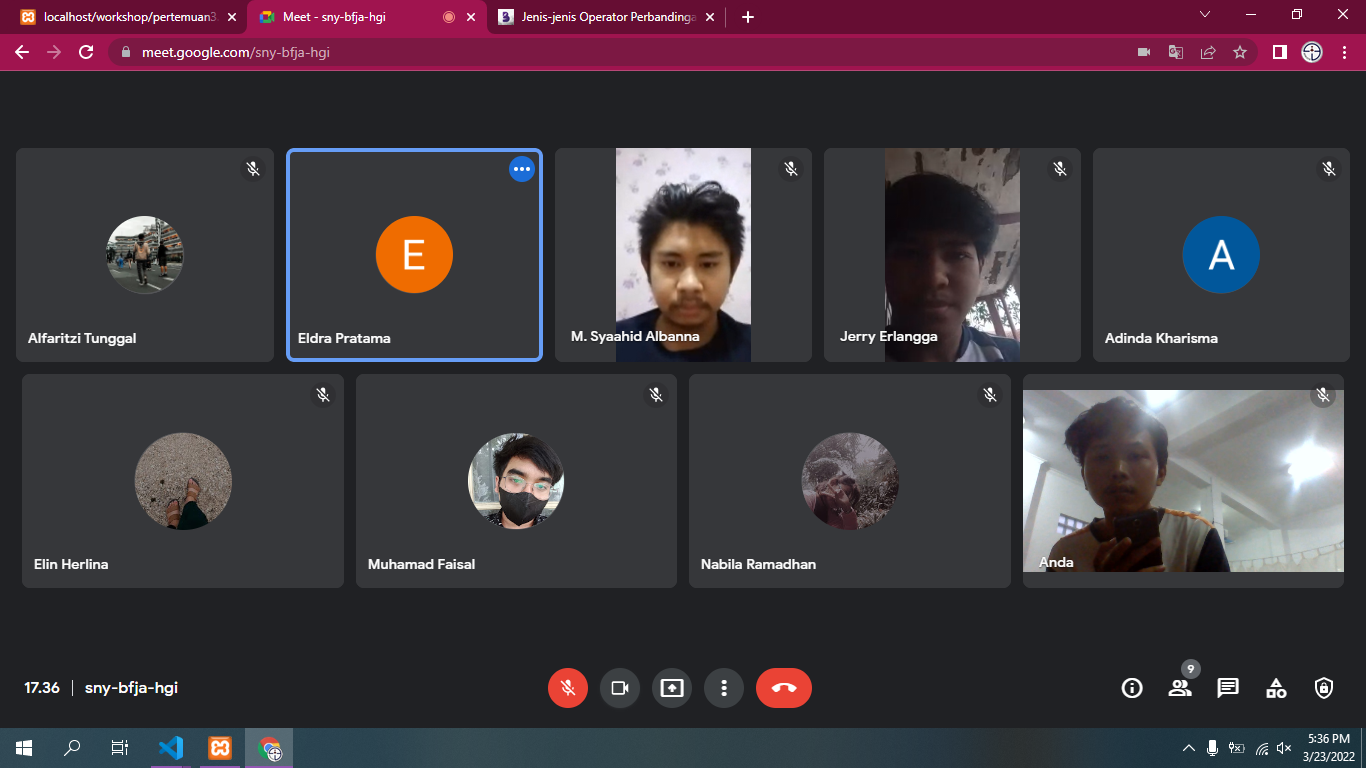 localhost/workshop/pertemuan3
Meet - sny-bfja-hgi
Jenis-jenis Operator Perbandinga
meet.google.com/sny-bfja-hgi
Alfaritzi Tunggal
E
Eldra Pratama
M. Syaahid Albanna
Jerry Erlangga
A
Adinda Kharisma
Elin Herlina
Muhamad Faisal
Nabila Ramadhan
Anda
17.36 | sny-bfja-hgi
9
5:36 PM
3/23/2022